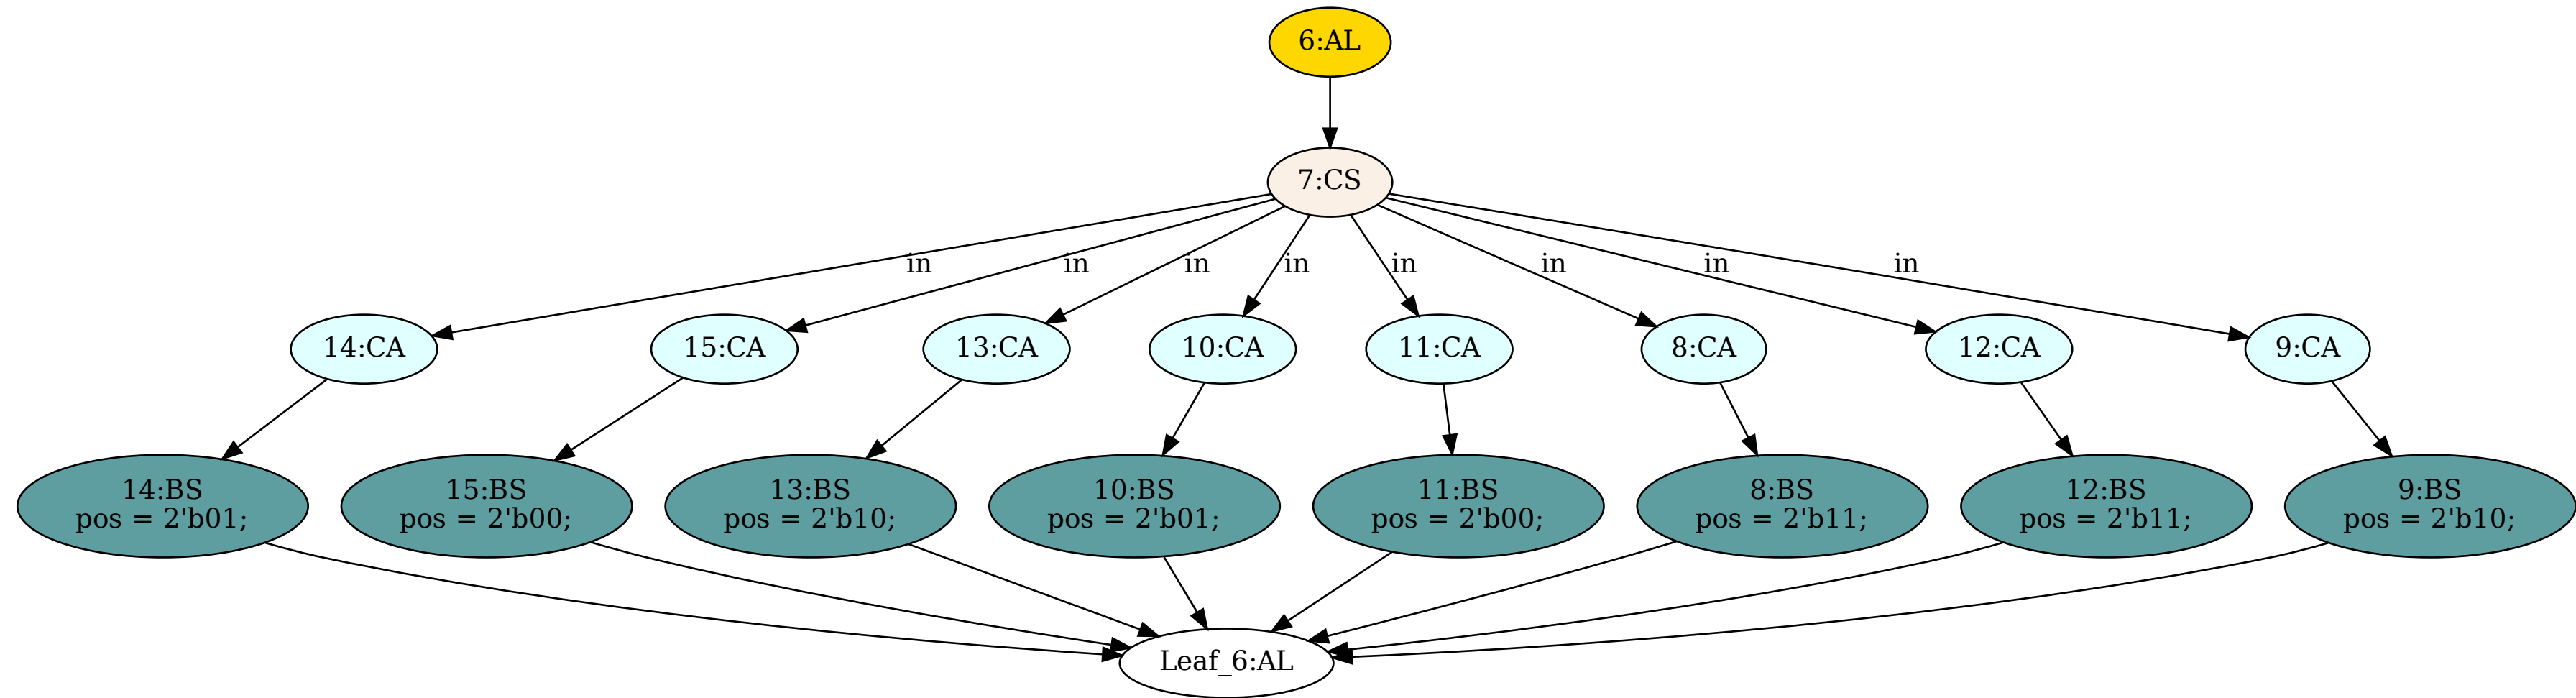 6:AL
7:CS
in
in
in
in
in
in
in
in
14:CA
15:CA
13:CA
10:CA
11:CA
8:CA
12:CA
9:CA
14:BS
pos = 2'b01;
15:BS
pos = 2'b00;
13:BS
pos = 2'b10;
10:BS
pos = 2'b01;
11:BS
pos = 2'b00;
8:BS
pos = 2'b11;
12:BS
pos = 2'b11;
9:BS
pos = 2'b10;
Leaf_6:AL